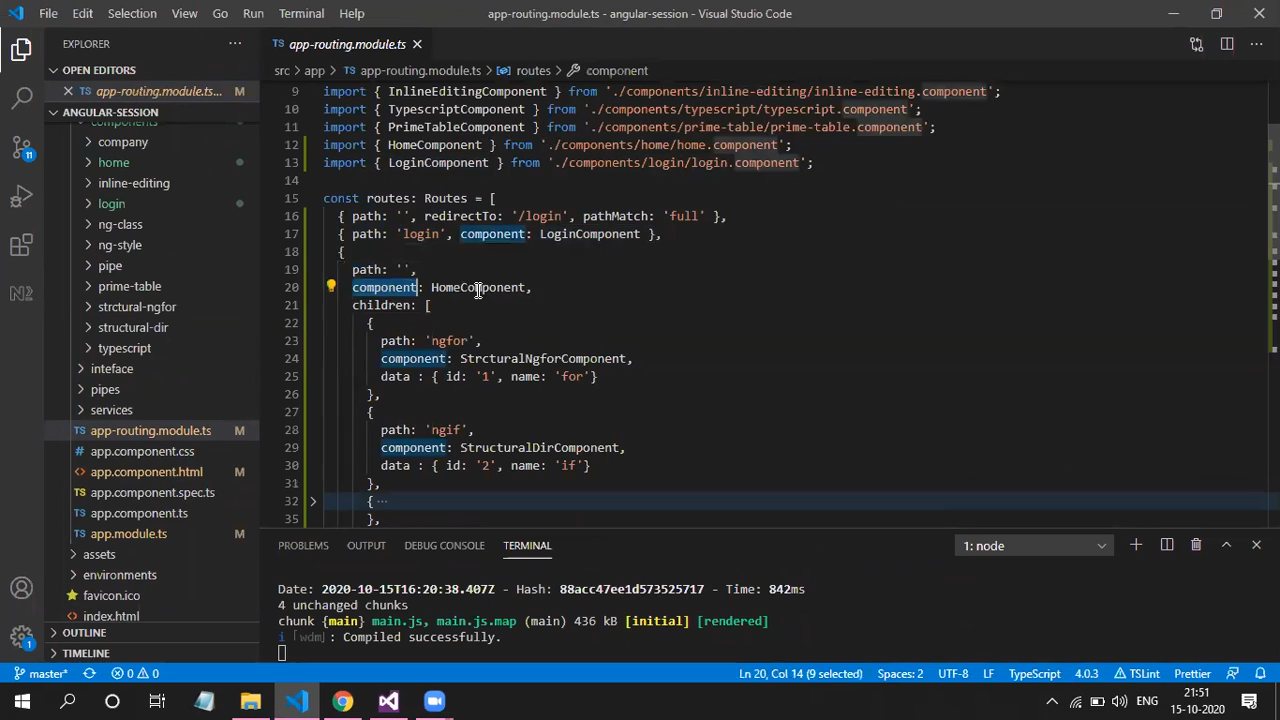 File Edit Selection View Go Run Terminal Help
app-routing.module.ts - angular-session - Visual Studio Code
EXPLORER
OPEN EDITORS
app-routing.module.ts... M
ANGULAR-SESSION
components
company
home
inline-editing
login
ng-class
ng-style
pipe
prime-table
strctural-ngfor
structural-dir
typescript
inteface
pipes
services
app-routing.module.ts M
app.component.css
app.component.html M
app.component.spec.ts
app.component.ts
app.module.ts M
assets
environments
favicon.ico
index.html
OUTLINE
TIMELINE
11
1
app-routing.module.ts
src > app > app-routing.module.ts > routes > component
9 import { InlineEditingComponent } from './components/inline-editing/inline-editing.component';
10 import { TypescriptComponent } from './components/typescript/typescript.component';
11 import { PrimeTableComponent } from './components/prime-table/prime-table.component';
12 import { HomeComponent } from './components/home/home.component';
13 import { LoginComponent } from './components/login/login.component';
14
15 const routes: Routes = [
16 { path: '', redirectTo: '/login', pathMatch: 'full' },
17 { path: 'login', component: LoginComponent },
18 {
19 path: '',
20 component: HomeComponent,
21 children: [
22 {
23 path: 'ngfor',
24 component: StrcturalNgforComponent,
25 data : { id: '1', name: 'for'}
26 },
27 {
28 path: 'ngif',
29 component: StructuralDirComponent,
30 data : { id: '2', name: 'if'}
31 },
32 { ...
35 },
PROBLEMS OUTPUT DEBUG CONSOLE TERMINAL
1: node
Date: 2020-10-15T16:20:38.407Z - Hash: 88acc47ee1d573525717 - Time: 842ms
4 unchanged chunks
chunk {main} main.js, main.js.map (main) 436 kB [initial] [rendered]
i 「wdm」: Compiled successfully.
master* 0 0 Ln 20, Col 14 (9 selected) Spaces: 2 UTF-8 LF TypeScript 4.0.3 TSLint Prettier
ENG
21:51
15-10-2020